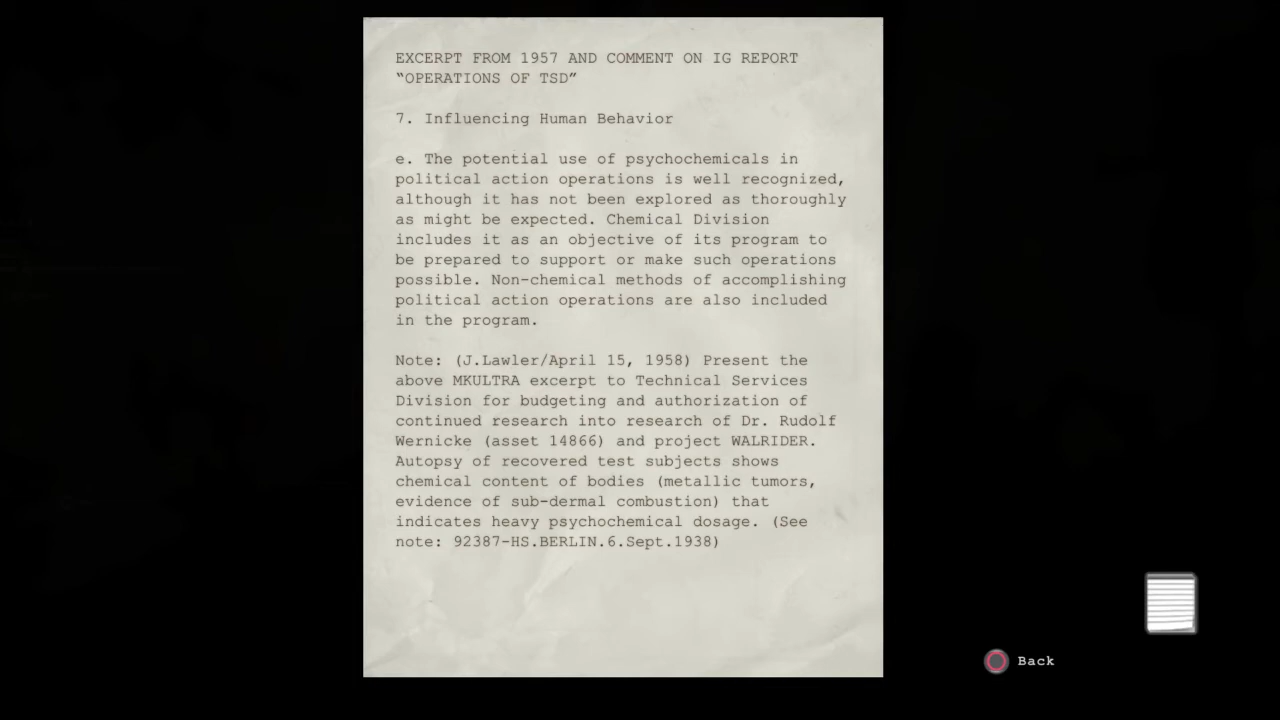 EXCERPT FROM 1957 AND COMMENT ON IG REPORT
“OPERATIONS OF TSD”
7. Influencing Human Behavior
e. The potential use of psychochemicals in
political action operations is well recognized,
although it has not been explored as thoroughly
as might be expected. Chemical Division
includes it as an objective of its program to
be prepared to support or make such operations
possible. Non-chemical methods of accomplishing
political action operations are also included
in the program.
Note: (J.Lawler/April 15, 1958) Present the
above MKULTRA excerpt to Technical Services
Division for budgeting and authorization of
continued research into research of Dr. Rudolf
Wernicke (asset 14866) and project WALRIDER.
Autopsy of recovered test subjects shows
chemical content of bodies (metallic tumors,
evidence of sub-dermal combustion) that
indicates heavy psychochemical dosage. (See
note: 92387-HS.BERLIN.6.Sept.1938)
Back